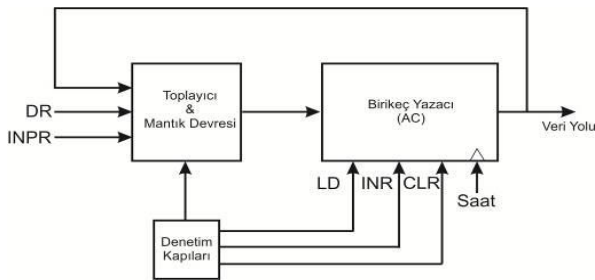 Toplayıcı
&
Mantık Devresi
Birikeç Yazacı
(AC)
DR
INPR
Veri Yolu
LD INR CLR
Saat
Denetim
Kapıları